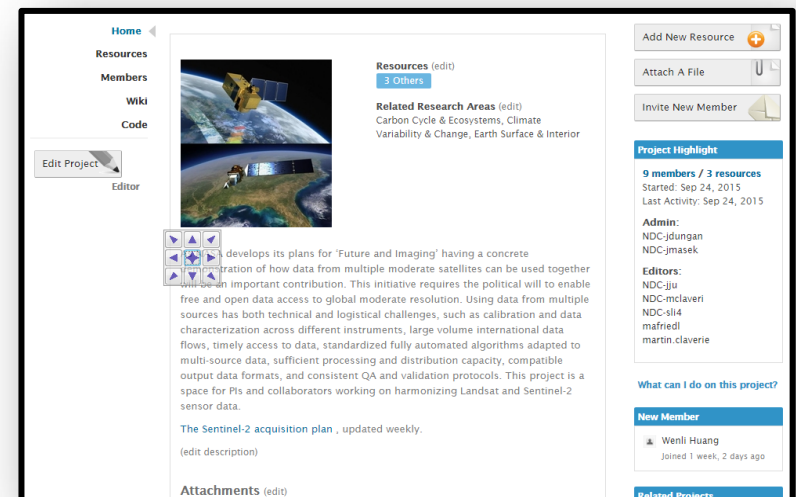 Home
Resources
Members
Wiki
Code
Edit Project
Editor
Resources (edit)
3 Others
Related Research Areas (edit)
Carbon Cycle & Ecosystems, Climate
Variability & Change, Earth Surface & Interior
A develops its plans for 'Future and Imaging' having a concrete
ration of how data from multiple moderate satellites can be used together
will be an important contribution. This initiative requires the political will to enable
free and open data access to global moderate resolution. Using data from multiple
sources has both technical and logistical challenges, such as calibration and data
characterization across different instruments, large volume international data
flows, timely access to data, standardized fully automated algorithms adapted to
multi-source data, sufficient processing and distribution capacity, compatible
output data formats, and consistent QA and validation protocols. This project is a
space for PIs and collaborators working on harmonizing Landsat and Sentinel-2
sensor data.
The Sentinel-2 acquisition plan , updated weekly.
(edit description)
Attachments (edit)
Add New Resource
Attach A File
Invite New Member
Project Highlight
9 members / 3 resources
Started: Sep 24, 2015
Last Activity: Sep 24, 2015
Admin:
NDC-jdungan
NDC-jmasek
Editors:
NDC-jju
NDC-mclaveri
NDC-sli4
mafriedl
martin.claverie
What can I do on this project?
New Member
Wenli Huang
Joined 1 week, 2 days ago
Related Projects